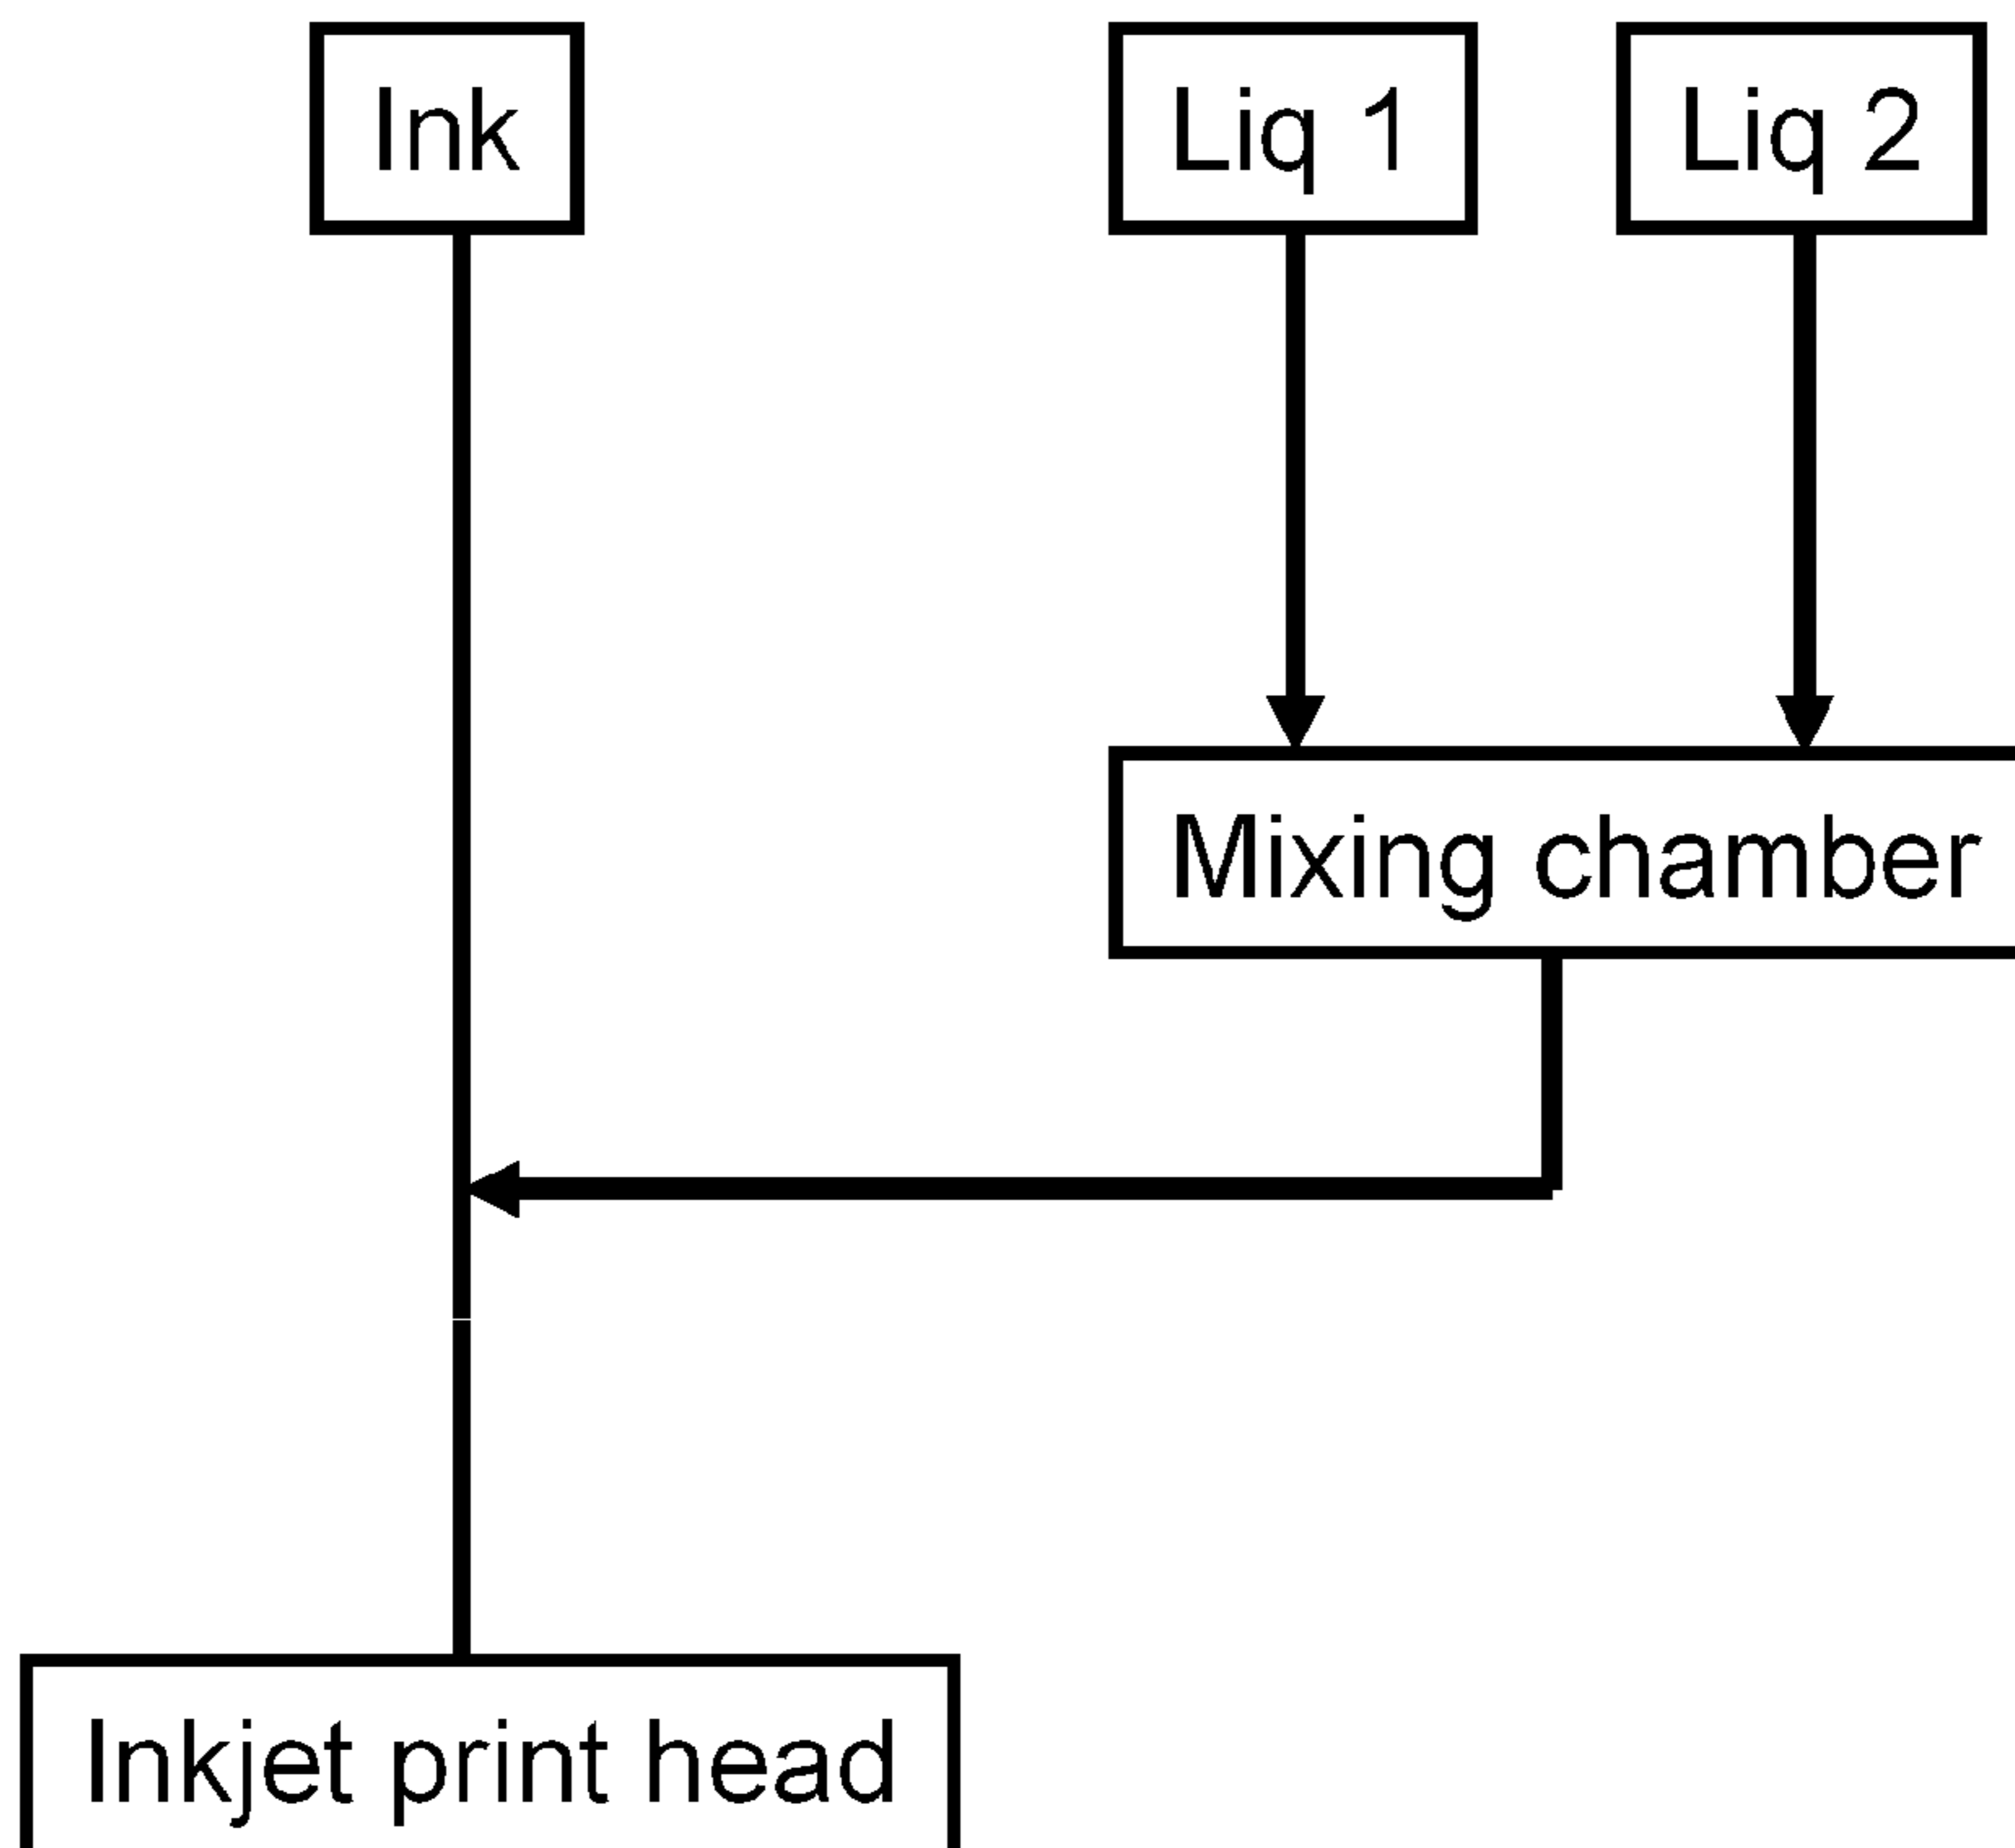 Ink
Liq 1
Liq 2
Mixing chamber
Inkjet print head